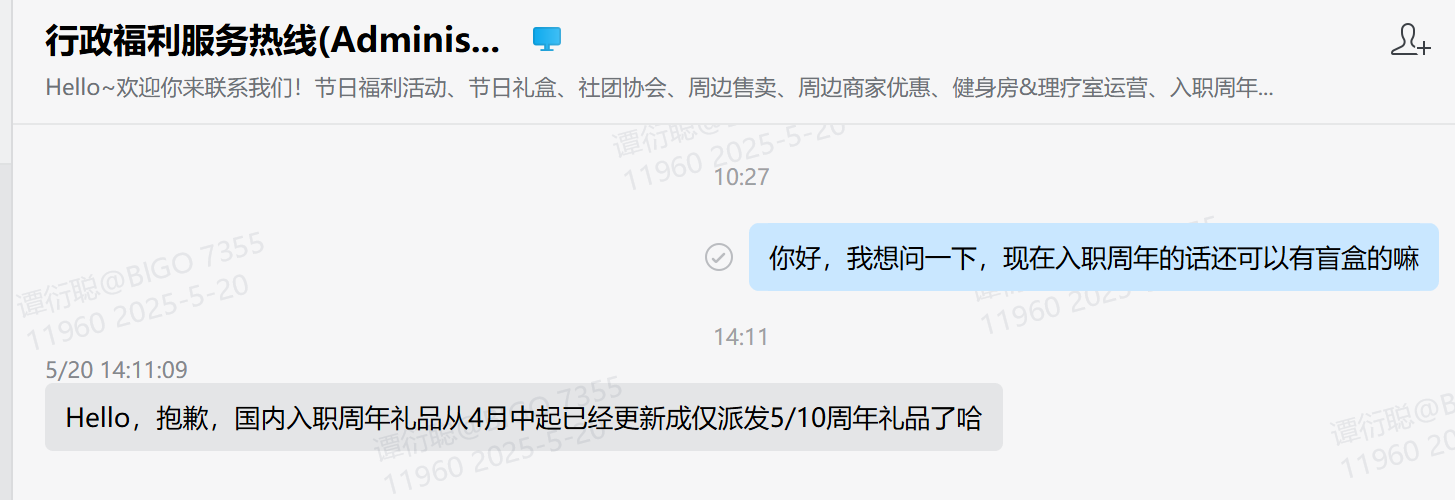 行政福利服务热线(Adminis...
Hello~欢迎你来联系我们！节日福利活动、节日礼盒、社团协会、周边售卖、周边商家优惠、健身房&理疗室运营、入职周年...
谭衍聪@B
11960 2025-5-20
10:27
你好，我想问一下，现在入职周年的话还可以有盲盒的嘛
谭衍聪@BIGO 7355
11960 2025-5-20
11960 2025-5-20
14:11
5/20 14:11:09
Hello，抱歉，国内入职周年礼品从4月中起已经更新成仅派发5/10周年礼品了哈
谭衍聪@BIGO 7355
11960 2025-5-20
谭衍聪@BI
11960 20